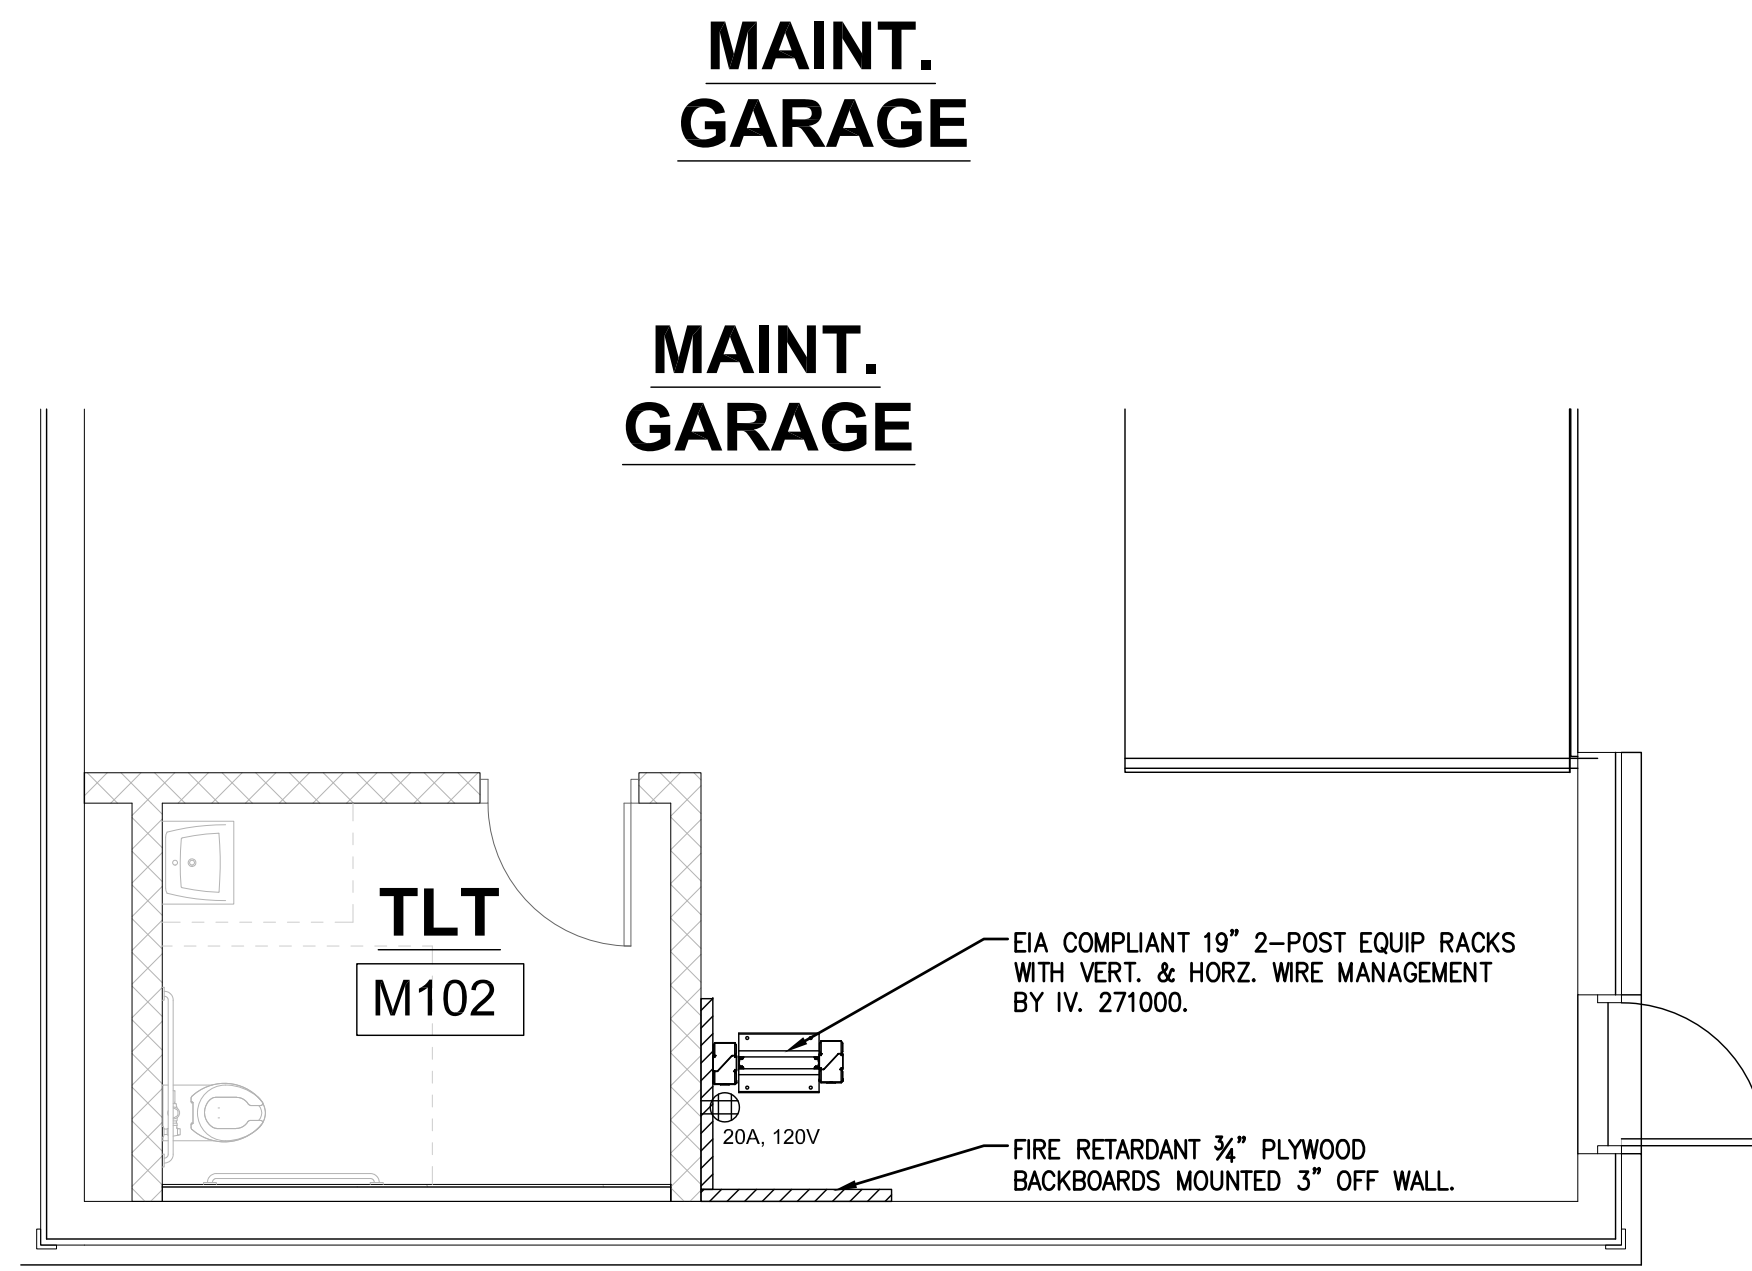 MAINT.
GARAGE
MAINT.
GARAGE
TLT
M102
EIA COMPLIANT 19” 2–POST EQUIP RACKS
WITH VERT. & HORZ. WIRE MANAGEMENT
BY IV. 271000.
20A, 120V
FIRE RETARDANT ¾” PLYWOOD
BACKBOARDS MOUNTED 3” OFF WALL.